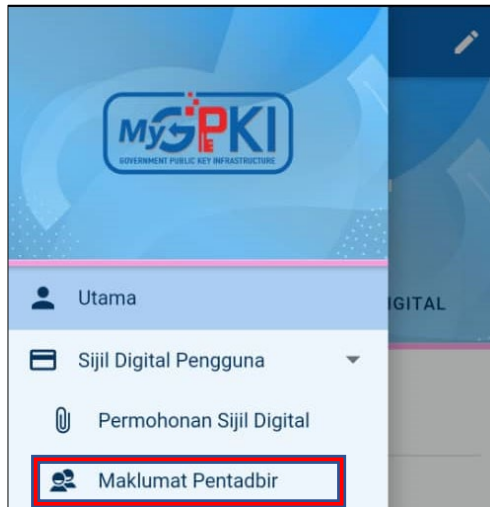 MyGPKI
GOVERNMENT PUBLIC KEY INFRASTRUCTURE
Utama
IGITAL
Sijil Digital Pengguna
Permohonan Sijil Digital
Maklumat Pentadbir